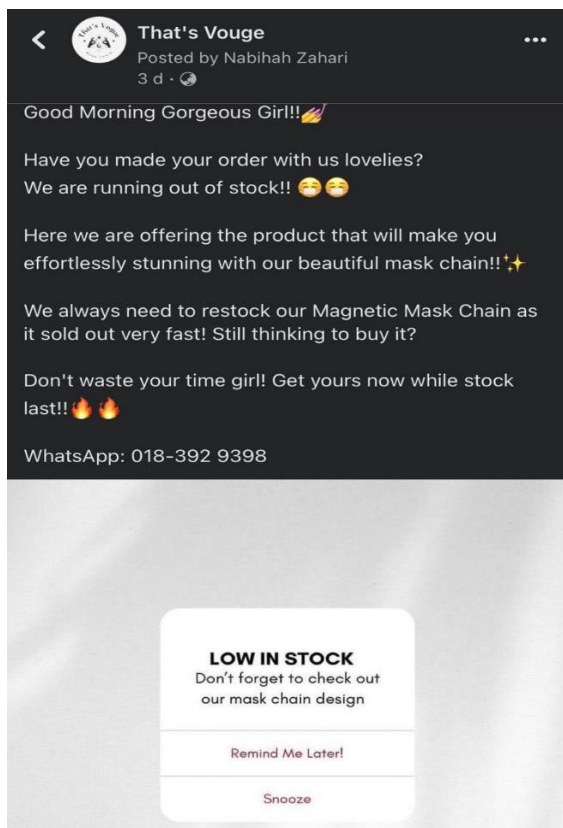 That's Vouge
That's Vouge
Posted by Nabihah Zahari
3 d ·
Good Morning Gorgeous Girl!!💅
Have you made your order with us lovelies?
We are running out of stock!! 😷😷
Here we are offering the product that will make you
effortlessly stunning with our beautiful mask chain!!✨
We always need to restock our Magnetic Mask Chain as
it sold out very fast! Still thinking to buy it?
Don't waste your time girl! Get yours now while stock
last!!🔥🔥
WhatsApp: 018-392 9398
LOW IN STOCK
Don't forget to check out
our mask chain design
Remind Me Later!
Snooze